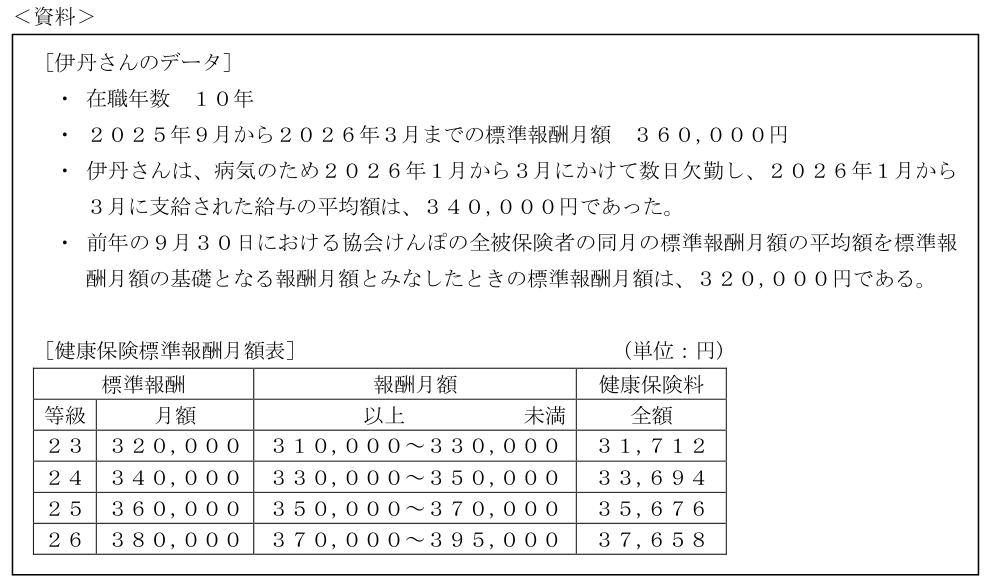 ＜資料＞
［伊丹さんのデータ］
・ 在職年数　１０年
・ ２０２５年９月から２０２６年３月までの標準報酬月額　３６０,０００円
・ 伊丹さんは、病気のため２０２６年１月から３月にかけて数日欠勤し、２０２６年１月から
３月に支給された給与の平均額は、３４０,０００円であった。
・ 前年の９月３０日における協会けんぽの全被保険者の同月の標準報酬月額の平均額を標準報
酬月額の基礎となる報酬月額とみなしたときの標準報酬月額は、３２０,０００円である。
［健康保険標準報酬月額表］　（単位：円）
標準報酬　報酬月額　健康保険料
等級　月額　以上　未満　全額
２３　３２０,０００　３１０,０００～３３０,０００　３１,７１２
２４　３４０,０００　３３０,０００～３５０,０００　３３,６９４
２５　３６０,０００　３５０,０００～３７０,０００　３５,６７６
２６　３８０,０００　３７０,０００～３９５,０００　３７,６５８